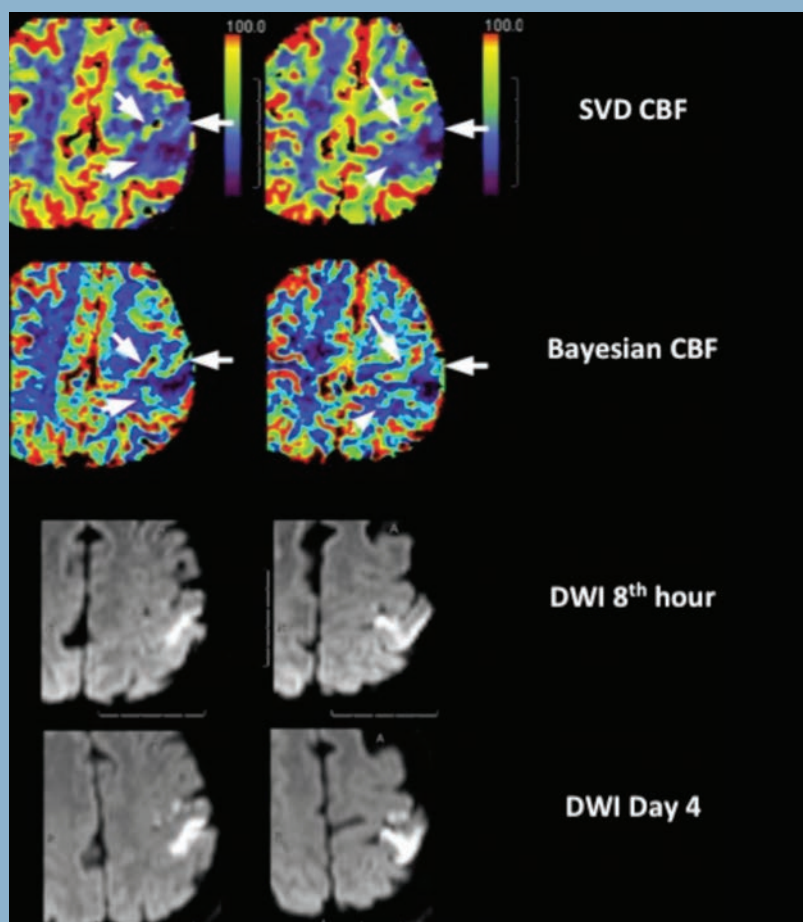 100.0
100.0
SVD CBF
Bayesian CBF
A
DWI 8th hour
A
DWI Day 4